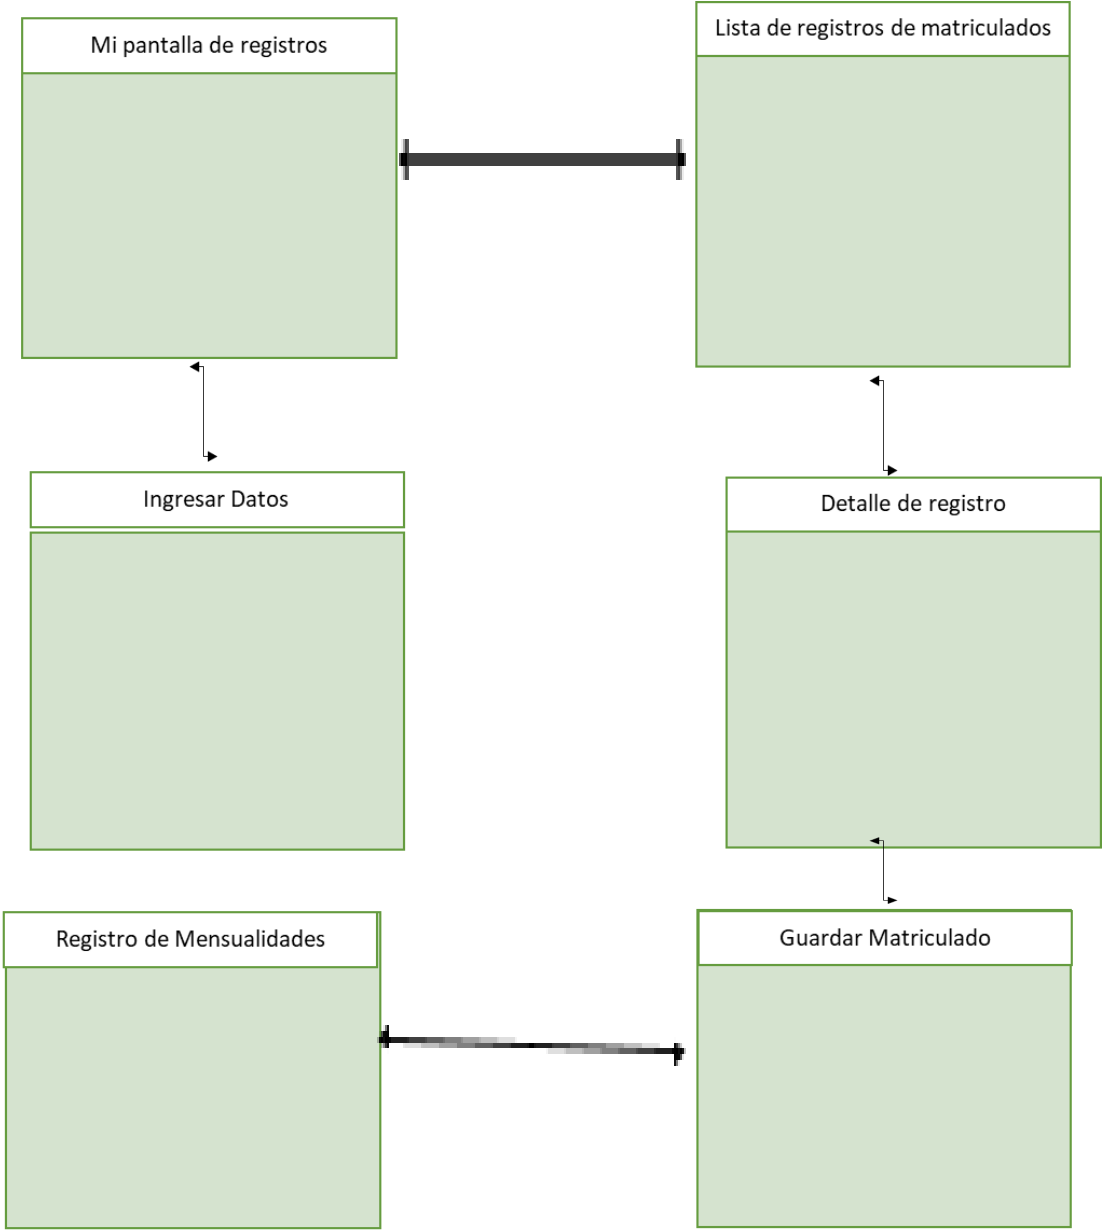 Mi pantalla de registros
Lista de registros de matriculados
Ingresar Datos
Detalle de registro
Registro de Mensualidades
Guardar Matriculado